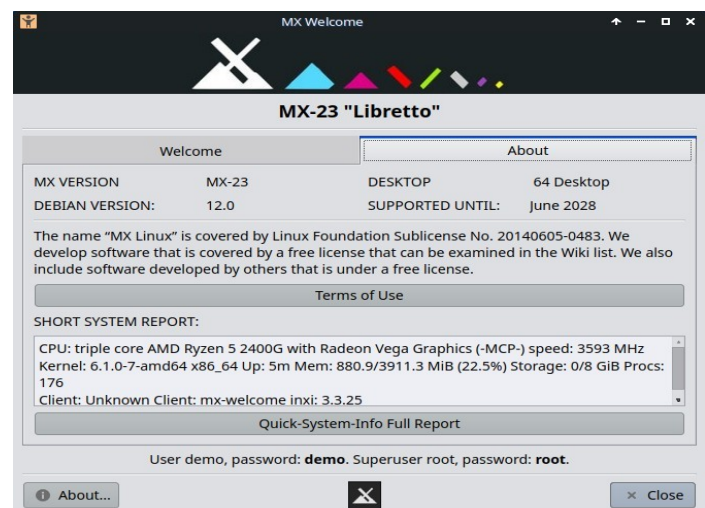 MX Welcome
MX-23 "Libretto"
Welcome
About
MX VERSION MX-23 DESKTOP 64 Desktop
DEBIAN VERSION: 12.0 SUPPORTED UNTIL: June 2028
The name “MX Linux” is covered by Linux Foundation Sublicense No. 20140605-0483. We
develop software that is covered by a free license that can be examined in the Wiki list. We also
include software developed by others that is under a free license.
Terms of Use
SHORT SYSTEM REPORT:
CPU: triple core AMD Ryzen 5 2400G with Radeon Vega Graphics (-MCP-) speed: 3593 MHz
Kernel: 6.1.0-7-amd64 x86_64 Up: 5m Mem: 880.9/3911.3 MiB (22.5%) Storage: 0/8 GiB Procs:
176
Client: Unknown Client: mx-welcome inxi: 3.3.25
Quick-System-Info Full Report
User demo, password: demo. Superuser root, password: root.
About...
Close